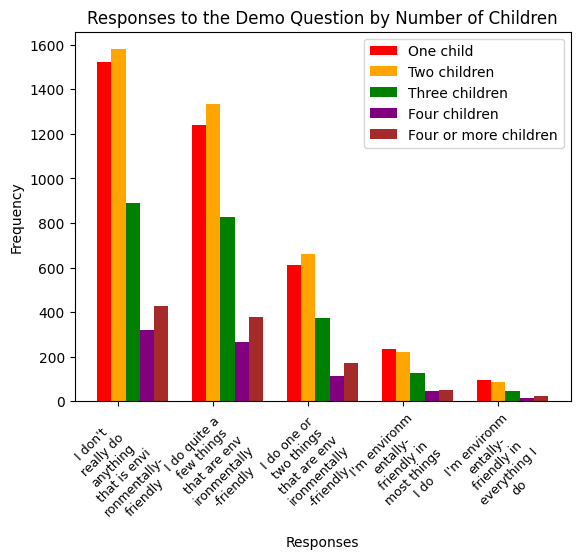 Responses to the Demo Question by Number of Children
One child
Two children
Three children
Four children
Four or more children
Frequency
1600
1400
1200
1000
800
600
400
200
0
I don't
really do
anything
that is envi
ronmentally-
friendly
I do quite a
few things
that are env
ironmentally
-friendly
I do one or
two things
that are env
ironmentally
-friendly
I'm environm
entally-
friendly in
most things
I do
I'm environm
entally-
friendly in
everything I
do
Responses